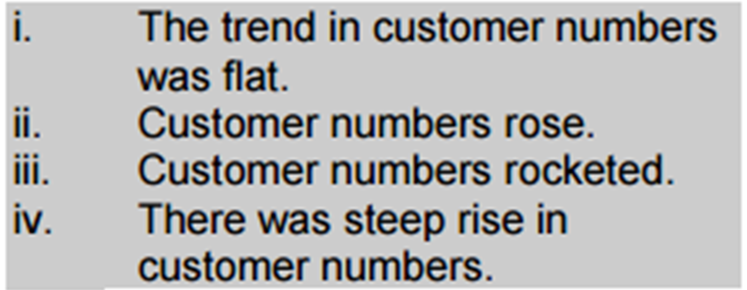 i. The trend in customer numbers
was flat.
ii. Customer numbers rose.
iii. Customer numbers rocketed.
iv. There was steep rise in
customer numbers.